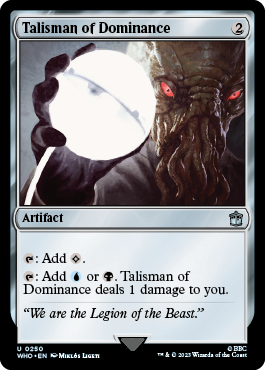 Talisman of Dominance 2
Artifact
: Add .
: Add or . Talisman of
Dominance deals 1 damage to you.
“We are the Legion of the Beast.”
U 0250
WHO • EN Miklós Ligeti
© BBC
™ & © 2023 Wizards of the Coast